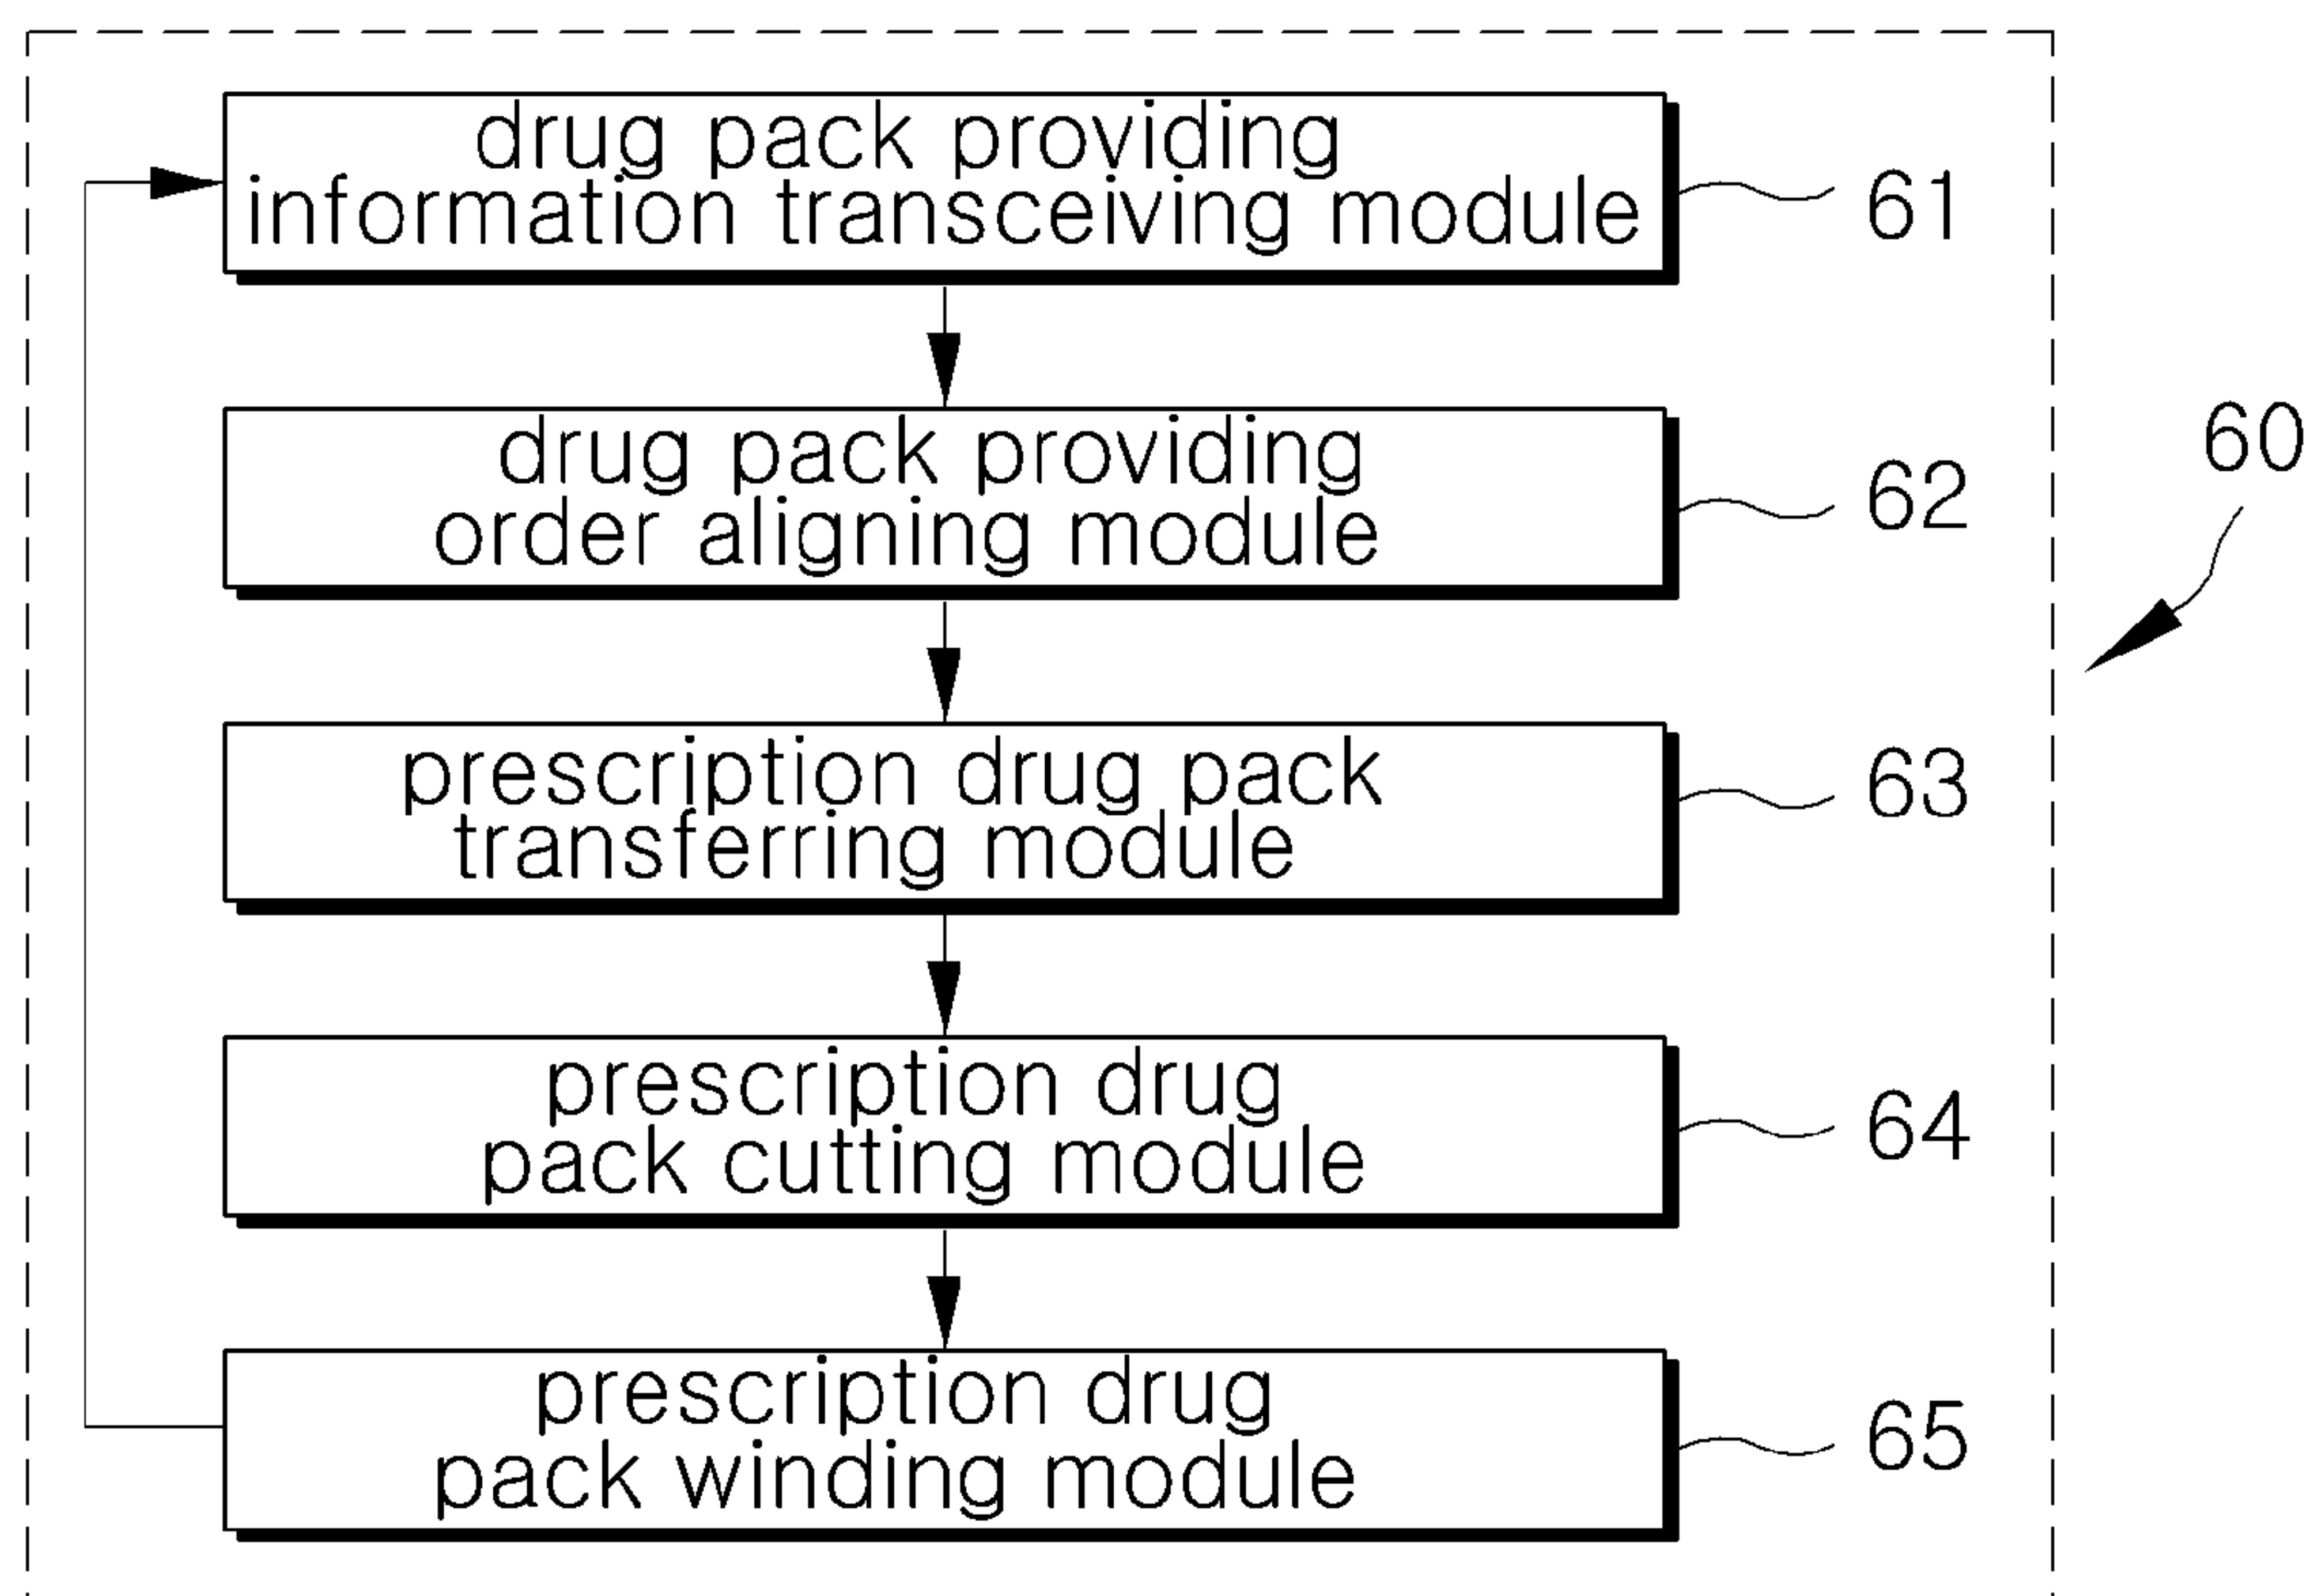 drug pack providing
information transceiving module
61
drug pack providing
order aligning module
62
60
prescription drug pack
transferring module
63
prescription drug
pack cutting module
64
prescription drug
pack winding module
65